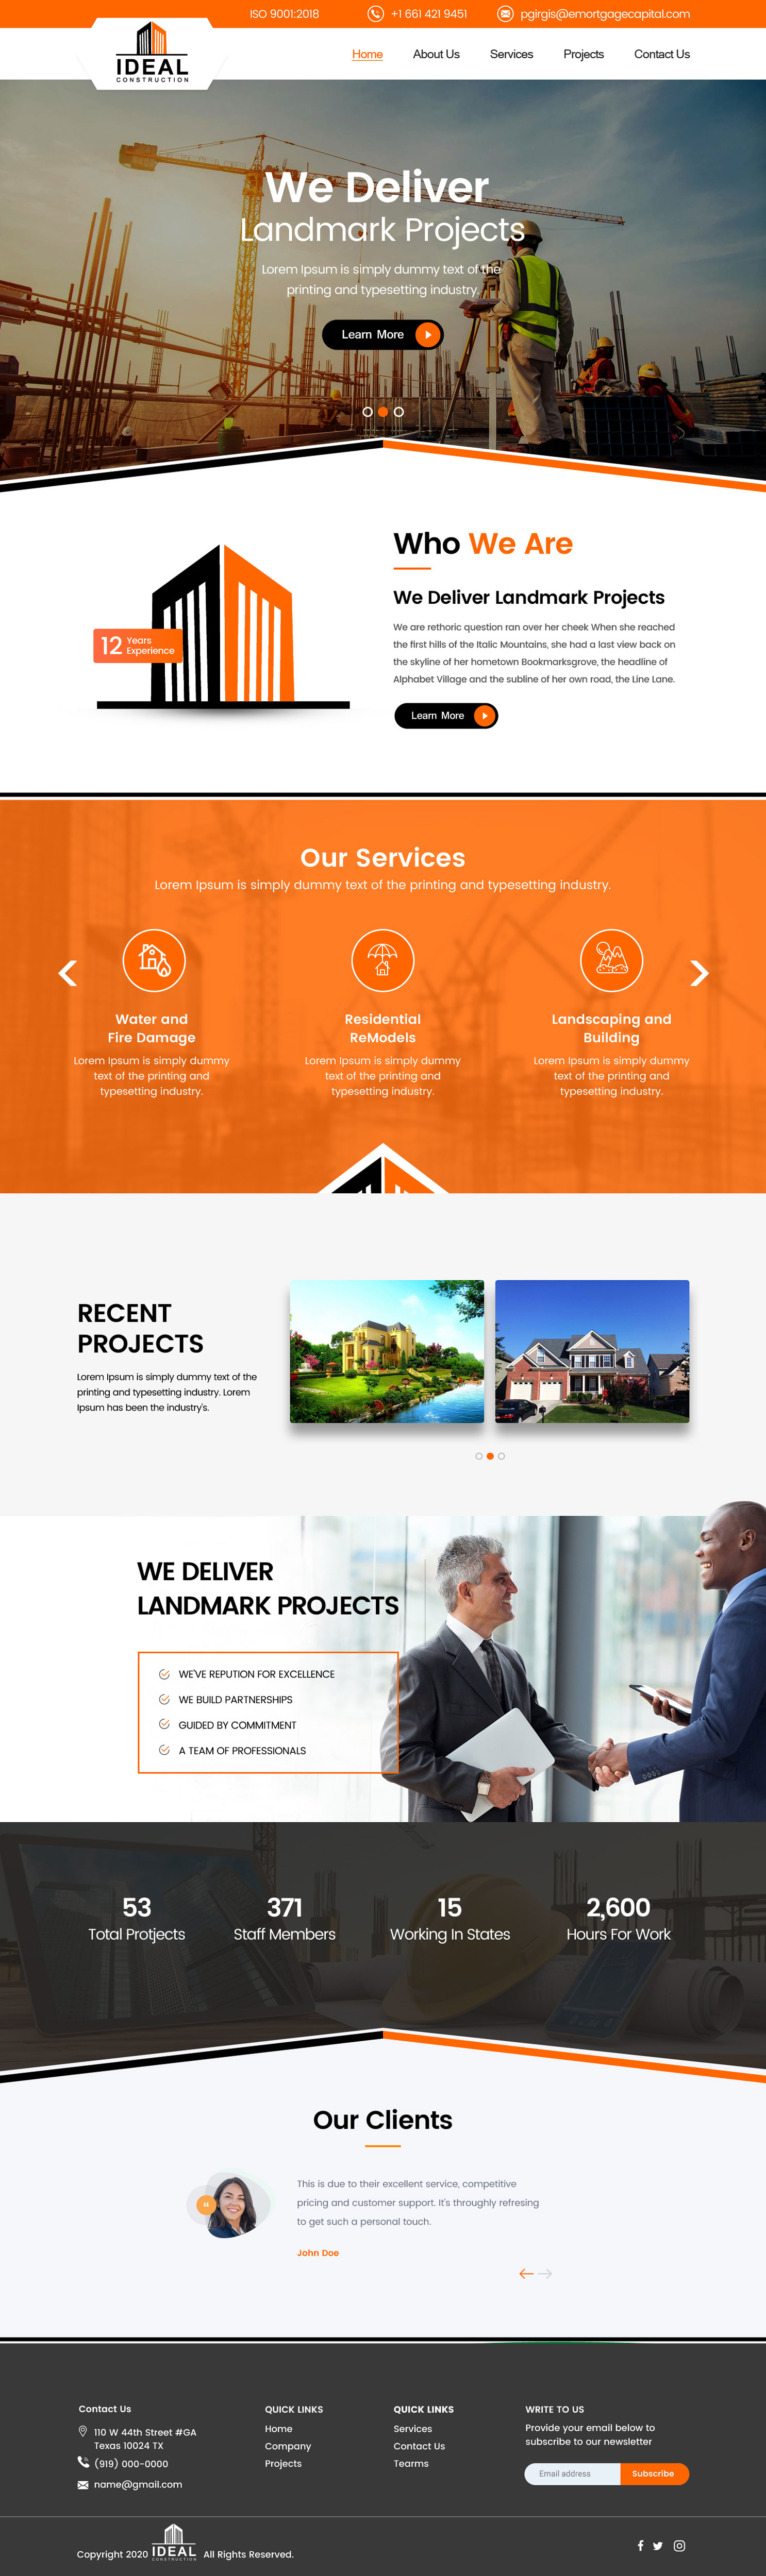 ISO 9001:2018
+1 661 421 9451
pgirgis@emortgagecapital.com
IDEAL
CONSTRUCTION
Home
About Us
Services
Projects
Contact Us
We Deliver
Landmark Projects
Lorem Ipsum is simply dummy text of the
printing and typesetting industry.
Learn More
12 Years
Experience
Who We Are
We Deliver Landmark Projects
We are rethoric question ran over her cheek When she reached
the first hills of the Italic Mountains, she had a last view back on
the skyline of her hometown Bookmarksgrove, the headline of
Alphabet Village and the subline of her own road, the Line Lane.
Learn More
Our Services
Lorem Ipsum is simply dummy text of the printing and typesetting industry.
Water and
Fire Damage
Lorem Ipsum is simply dummy
text of the printing and
typesetting industry.
Residential
ReModels
Lorem Ipsum is simply dummy
text of the printing and
typesetting industry.
Landscaping and
Building
Lorem Ipsum is simply dummy
text of the printing and
typesetting industry.
RECENT
PROJECTS
Lorem Ipsum is simply dummy text of the
printing and typesetting industry. Lorem
Ipsum has been the industry's.
WE DELIVER
LANDMARK PROJECTS
WE'VE REPUTION FOR EXCELLENCE
WE BUILD PARTNERSHIPS
GUIDED BY COMMITMENT
A TEAM OF PROFESSIONALS
53
Total Protjects
371
Staff Members
15
Working In States
2,600
Hours For Work
Our Clients
This is due to their excellent service, competitive
pricing and customer support. It's throughly refresing
to get such a personal touch.
John Doe
Contact Us
110 W 44th Street #GA
Texas 10024 TX
(919) 000-0000
name@gmail.com
QUICK LINKS
Home
Company
Projects
QUICK LINKS
Services
Contact Us
Tearms
WRITE TO US
Provide your email below to
subscribe to our newsletter
Email address
Subscribe
Copyright 2020 IDEAL CONSTRUCTION All Rights Reserved.